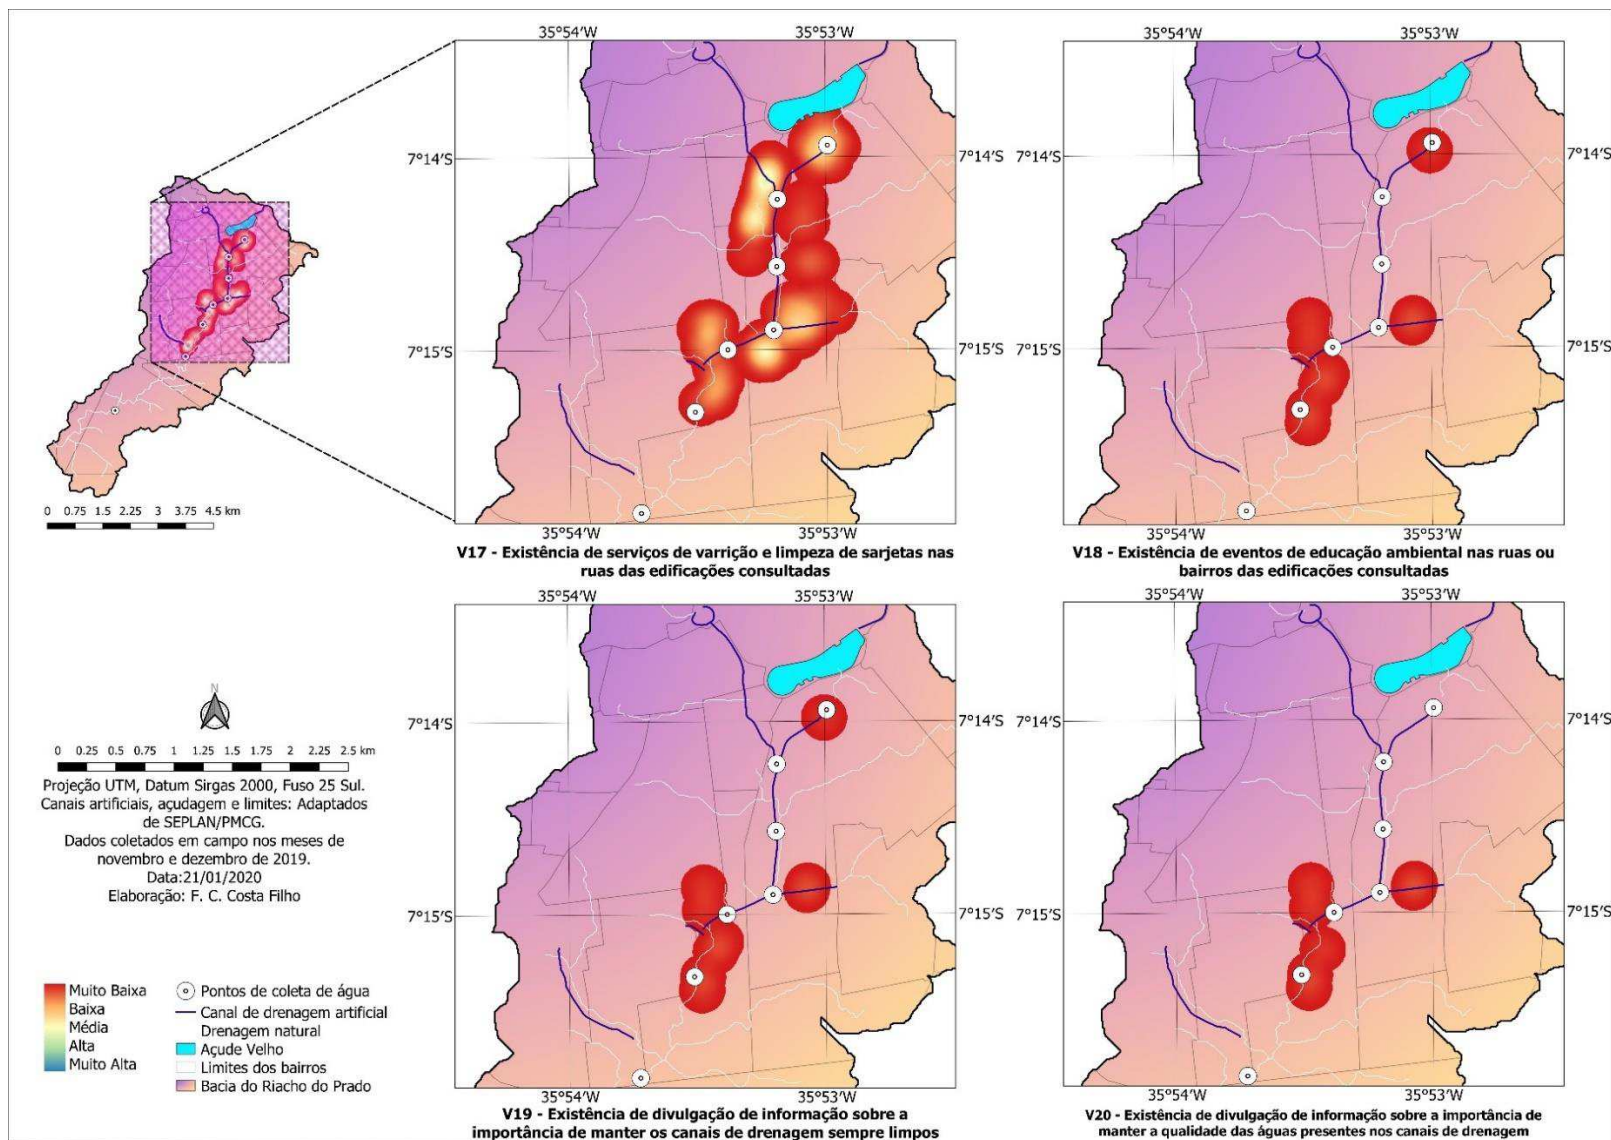 35°54′W
35°53′W
7°14′S
7°15′S
35°54′W
35°53′W
V17 - Existência de serviços de varrição e limpeza de sarjetas nas
ruas das edificações consultadas
35°54′W
35°53′W
7°14′S
7°15′S
35°54′W
35°53′W
V18 - Existência de eventos de educação ambiental nas ruas ou
bairros das edificações consultadas
0 0.75 1.5 2.25 3 3.75 4.5 km
35°54′W
35°53′W
7°14′S
7°15′S
35°54′W
35°53′W
V19 - Existência de divulgação de informação sobre a
importância de manter os canais de drenagem sempre limpos
35°54′W
35°53′W
7°14′S
7°14′S
7°15′S
7°15′S
7°14′S
7°15′S
7°14′S
7°15′S
35°54′W
35°53′W
V20 - Existência de divulgação de informação sobre a importância de
manter a qualidade das águas presentes nos canais de drenagem
N
0 0.25 0.5 0.75 1 1.25 1.5 1.75 2 2.25 2.5 km
Projeção UTM, Datum Sirgas 2000, Fuso 25 Sul.
Canais artificiais, açudagem e limites: Adaptados
de SEPLAN/PMCG.
Dados coletados em campo nos meses de
novembro e dezembro de 2019.
Data:21/01/2020
Elaboração: F. C. Costa Filho
Muito Baixa
Baixa
Média
Alta
Muito Alta
Pontos de coleta de água
Canal de drenagem artificial
Drenagem natural
Açude Velho
Limites dos bairros
Bacia do Riacho do Prado